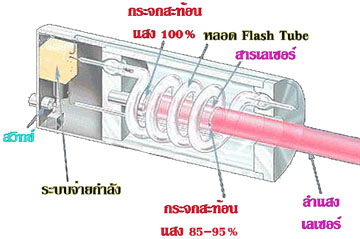 กระจกสะท้อน
แสง 100%
หลอด Flash Tube
สารเลเซอร์
สวิทซ์
ระบบจ่ายกำลัง
กระจกสะท้อน
แสง 85-95%
ลำแสง
เลเซอร์